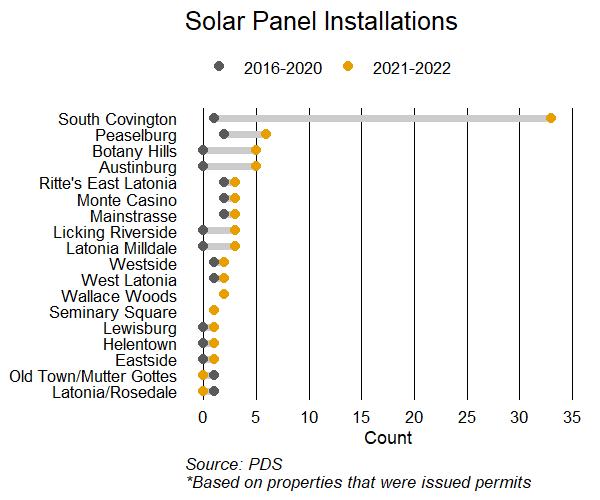 Solar Panel Installations
2016-2020
2021-2022
South Covington
Peaselburg
Botany Hills
Austinburg
Ritte's East Latonia
Monte Casino
Mainstrasse
Licking Riverside
Latonia Milldale
Westside
West Latonia
Wallace Woods
Seminary Square
Lewisburg
Helentown
Eastside
Old Town/Mutter Gottes
Latonia/Rosedale
0 5 10 15 20 25 30 35
Count
Source: PDS
*Based on properties that were issued permits